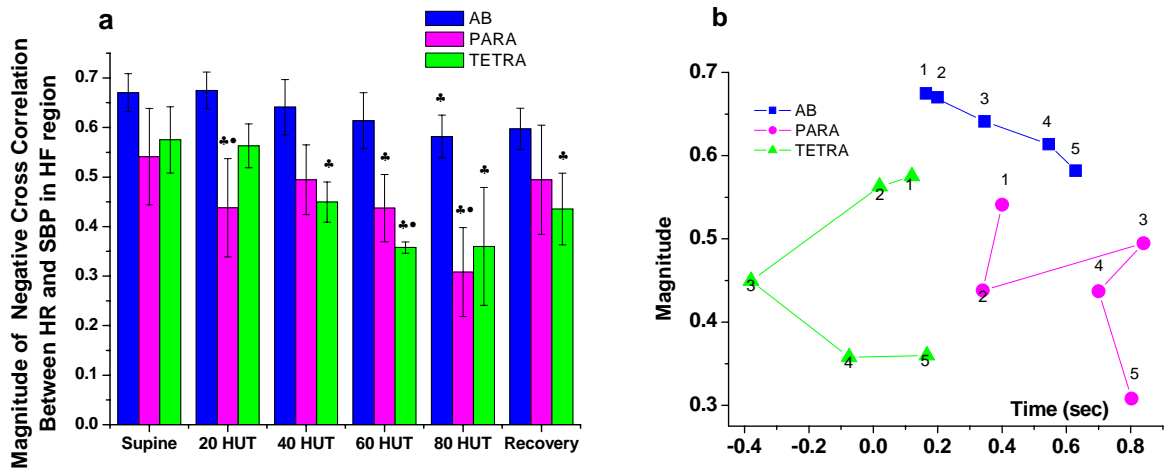 a
Magnitude of Negative Cross Correlation
Between HR and SBP in HF region
AB
PARA
TETRA
0.7
0.6
0.5
0.4
0.3
0.2
0.1
0.0
♣●
♣
♣
♣●
♣
♣●
♣
♣
Supine 20 HUT 40 HUT 60 HUT 80 HUT Recovery
b
Magnitude
0.7
0.6
0.5
0.4
0.3
AB
PARA
TETRA
1 2 3 4 5
1 2 3 4 5
1 2 3 4 5
Time (sec)
-0.4 -0.2 0.0 0.2 0.4 0.6 0.8